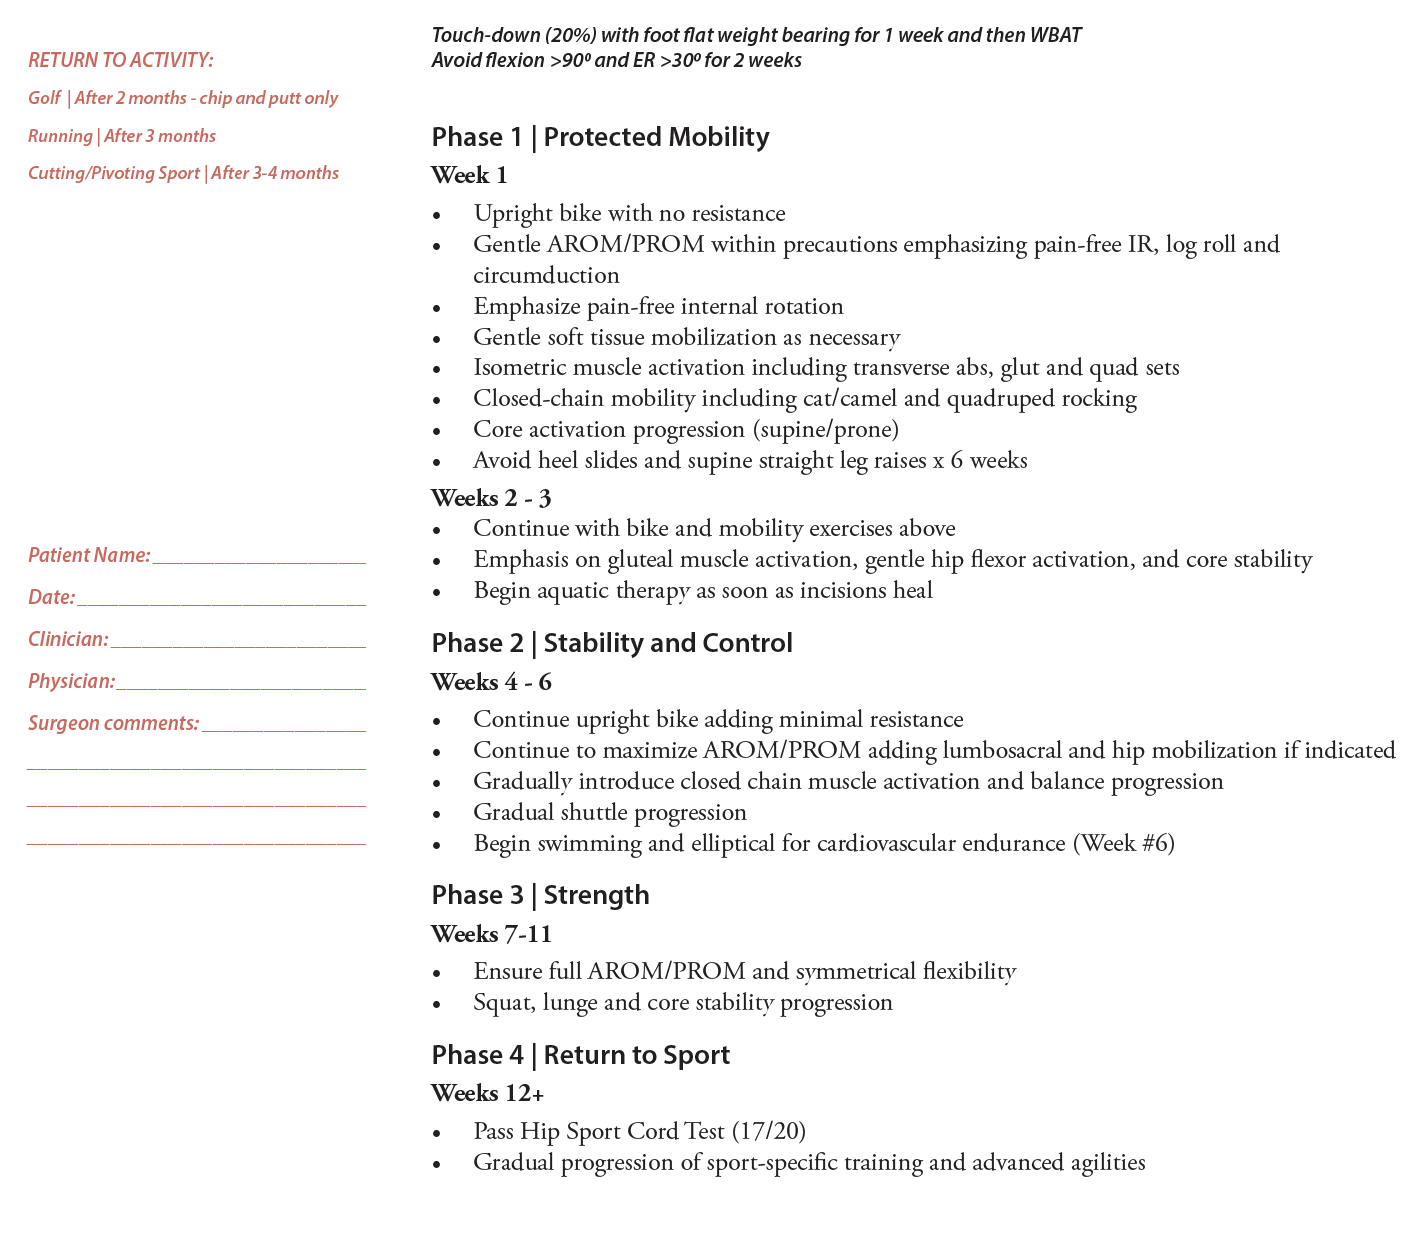 RETURN TO ACTIVITY:
Golf | After 2 months - chip and putt only
Running | After 3 months
Cutting/Pivoting Sport | After 3-4 months
Patient Name:
Date:
Clinician:
Physician:
Surgeon comments:
Touch-down (20%) with foot flat weight bearing for 1 week and then WBAT
Avoid flexion >90º and ER >30º for 2 weeks
Phase 1 | Protected Mobility
Week 1
• Upright bike with no resistance
• Gentle AROM/PROM within precautions emphasizing pain-free IR, log roll and
circumduction
• Emphasize pain-free internal rotation
• Gentle soft tissue mobilization as necessary
• Isometric muscle activation including transverse abs, glut and quad sets
• Closed-chain mobility including cat/camel and quadruped rocking
• Core activation progression (supine/prone)
• Avoid heel slides and supine straight leg raises x 6 weeks
Weeks 2 - 3
• Continue with bike and mobility exercises above
• Emphasis on gluteal muscle activation, gentle hip flexor activation, and core stability
• Begin aquatic therapy as soon as incisions heal
Phase 2 | Stability and Control
Weeks 4 - 6
• Continue upright bike adding minimal resistance
• Continue to maximize AROM/PROM adding lumbosacral and hip mobilization if indicated
• Gradually introduce closed chain muscle activation and balance progression
• Gradual shuttle progression
• Begin swimming and elliptical for cardiovascular endurance (Week #6)
Phase 3 | Strength
Weeks 7-11
• Ensure full AROM/PROM and symmetrical flexibility
• Squat, lunge and core stability progression
Phase 4 | Return to Sport
Weeks 12+
• Pass Hip Sport Cord Test (17/20)
• Gradual progression of sport-specific training and advanced agilities